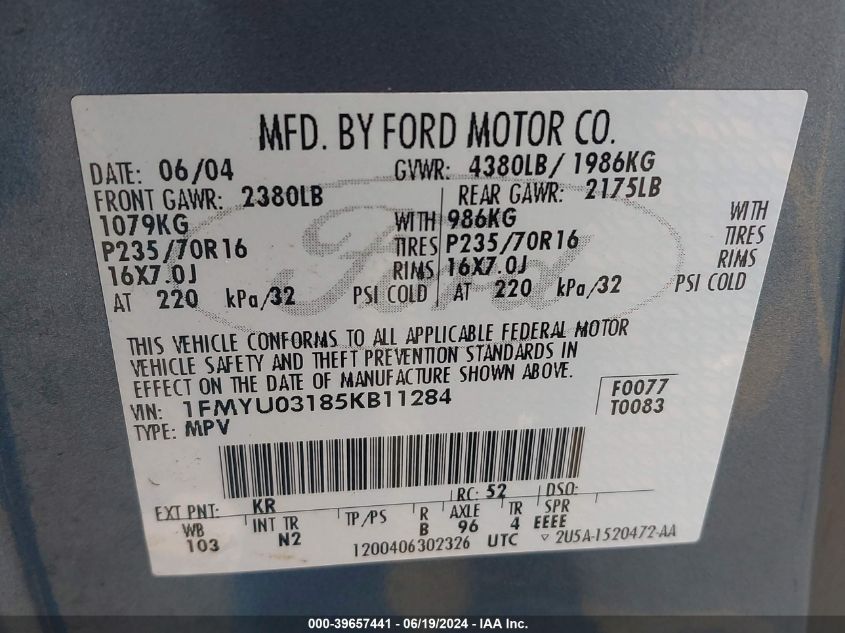 MFD. BY FORD MOTOR CO.
DATE: 06/04 GVWR: 4380LB/ 1986KG
FRONT GAWR: 2380LB REAR GAWR: 2175LB
1079KG WITH 986KG WITH
P235/70R16 TIRES P235/70R16 TIRES
16X7.0J RIMS 16X7.0J RIMS
AT 220 kPa/32 PSI COLD AT 220 kPa/32 PSI COLD
Ford
THIS VEHICLE CONFORMS TO ALL APPLICABLE FEDERAL MOTOR
VEHICLE SAFETY AND THEFT PREVENTION STANDARDS IN
EFFECT ON THE DATE OF MANUFACTURE SHOWN ABOVE.
VIN: 1FMYU03185KB11284
TYPE: MPV
F0077
T0083
EXT PNT: KR RC: 52 DSO:
WB INT TR TP/PS R AXLE TR SPR
103 N2 B 96 4 EEEE
1200406302326 UTC ▿ 2U5A-1520472-AA
000-39657441 - 06/19/2024 - IAA Inc.